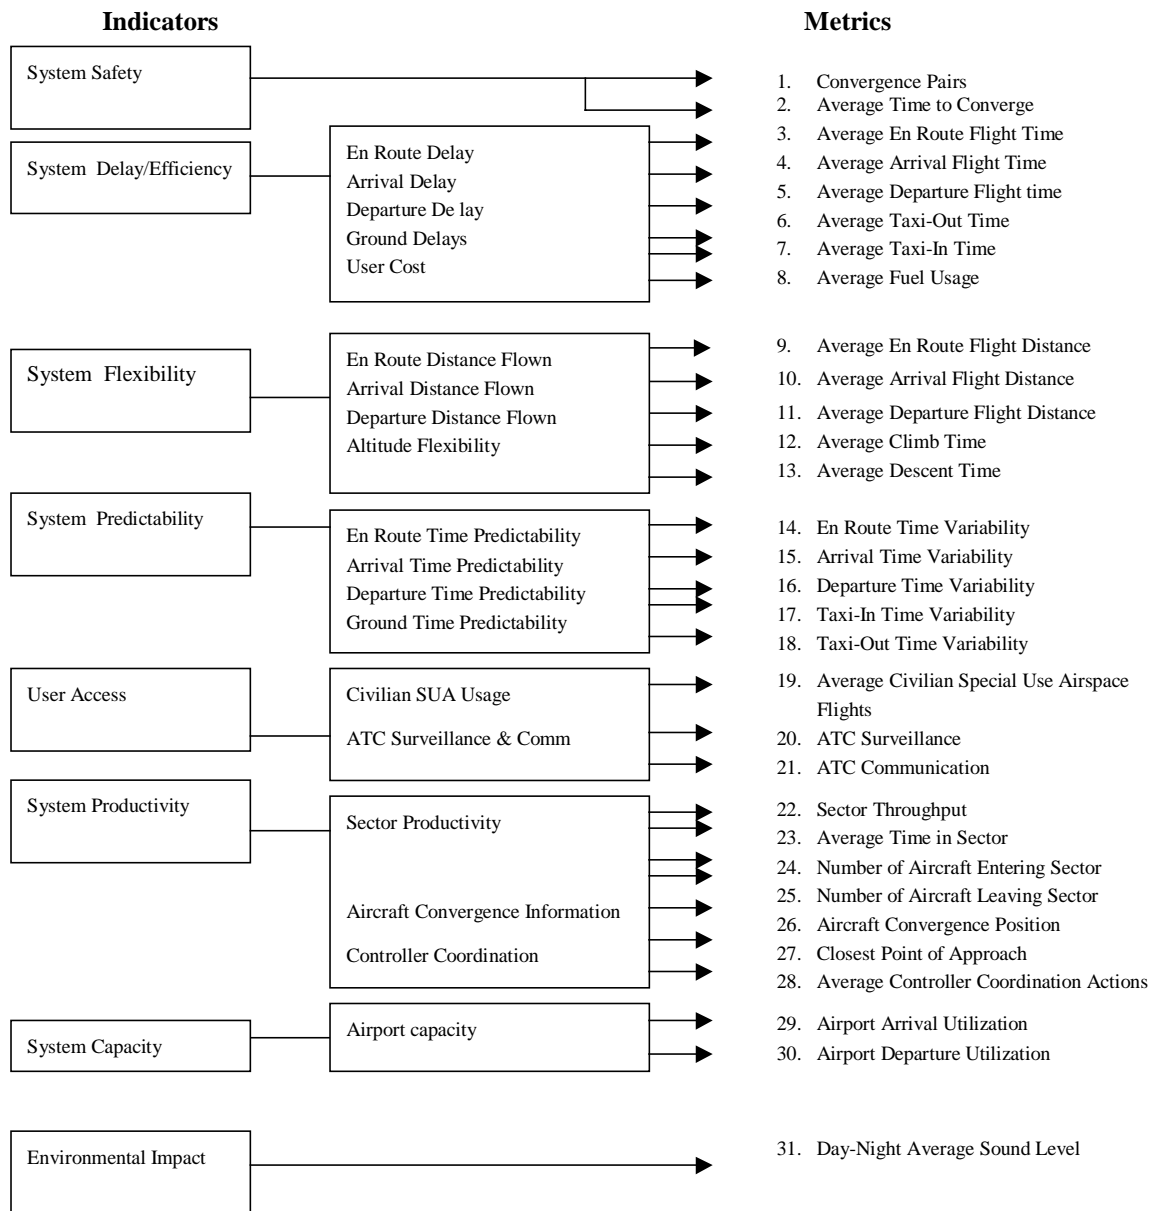 Indicators
Metrics
System Safety
1. Convergence Pairs
2. Average Time to Converge
System Delay/Efficiency
En Route Delay
Arrival Delay
Departure De lay
Ground Delays
User Cost
3. Average En Route Flight Time
4. Average Arrival Flight Time
5. Average Departure Flight time
6. Average Taxi-Out Time
7. Average Taxi-In Time
8. Average Fuel Usage
System Flexibility
En Route Distance Flown
Arrival Distance Flown
Departure Distance Flown
Altitude Flexibility
9. Average En Route Flight Distance
10. Average Arrival Flight Distance
11. Average Departure Flight Distance
12. Average Climb Time
13. Average Descent Time
System Predictability
En Route Time Predictability
Arrival Time Predictability
Departure Time Predictability
Ground Time Predictability
14. En Route Time Variability
15. Arrival Time Variability
16. Departure Time Variability
17. Taxi-In Time Variability
18. Taxi-Out Time Variability
User Access
Civilian SUA Usage
ATC Surveillance & Comm
19. Average Civilian Special Use Airspace
Flights
20. ATC Surveillance
21. ATC Communication
System Productivity
Sector Productivity
Aircraft Convergence Information
Controller Coordination
22. Sector Throughput
23. Average Time in Sector
24. Number of Aircraft Entering Sector
25. Number of Aircraft Leaving Sector
26. Aircraft Convergence Position
27. Closest Point of Approach
28. Average Controller Coordination Actions
System Capacity
Airport capacity
29. Airport Arrival Utilization
30. Airport Departure Utilization
Environmental Impact
31. Day-Night Average Sound Level